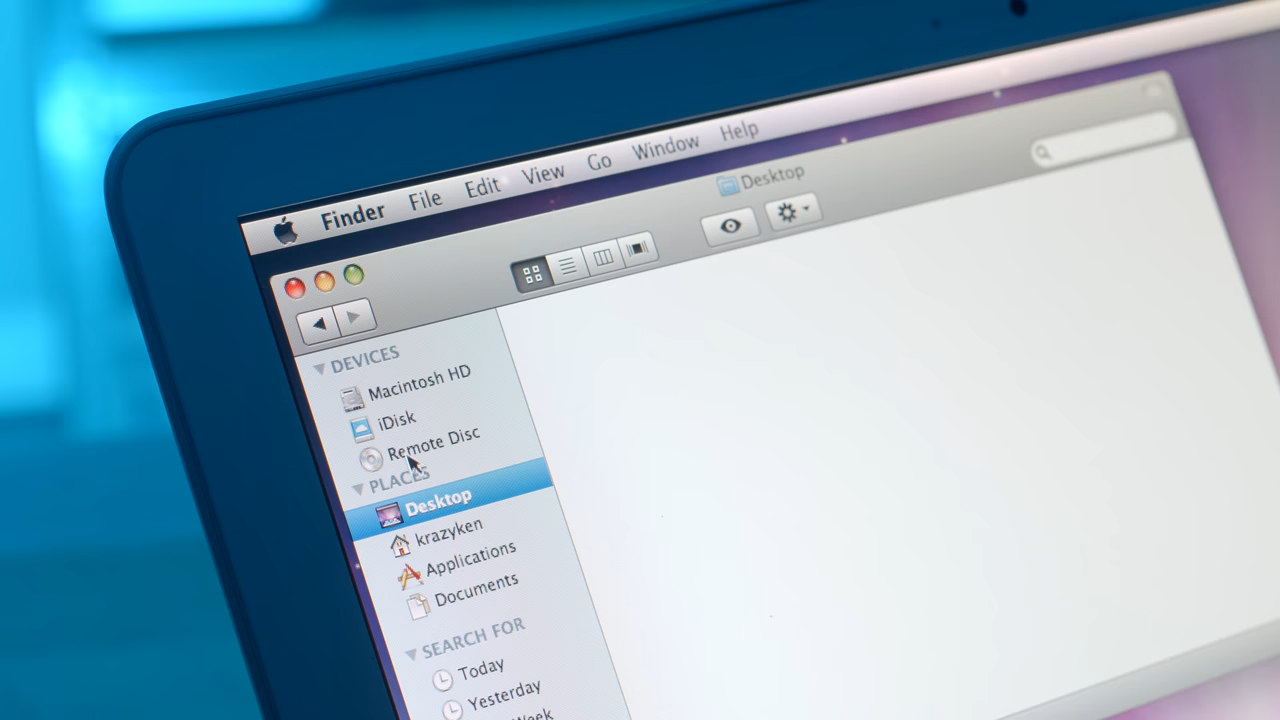 Finder File Edit View Go Window Help
Desktop
DEVICES
Macintosh HD
iDisk
Remote Disc
PLACES
Desktop
krazyken
Applications
Documents
SEARCH FOR
Today
Yesterday
Week